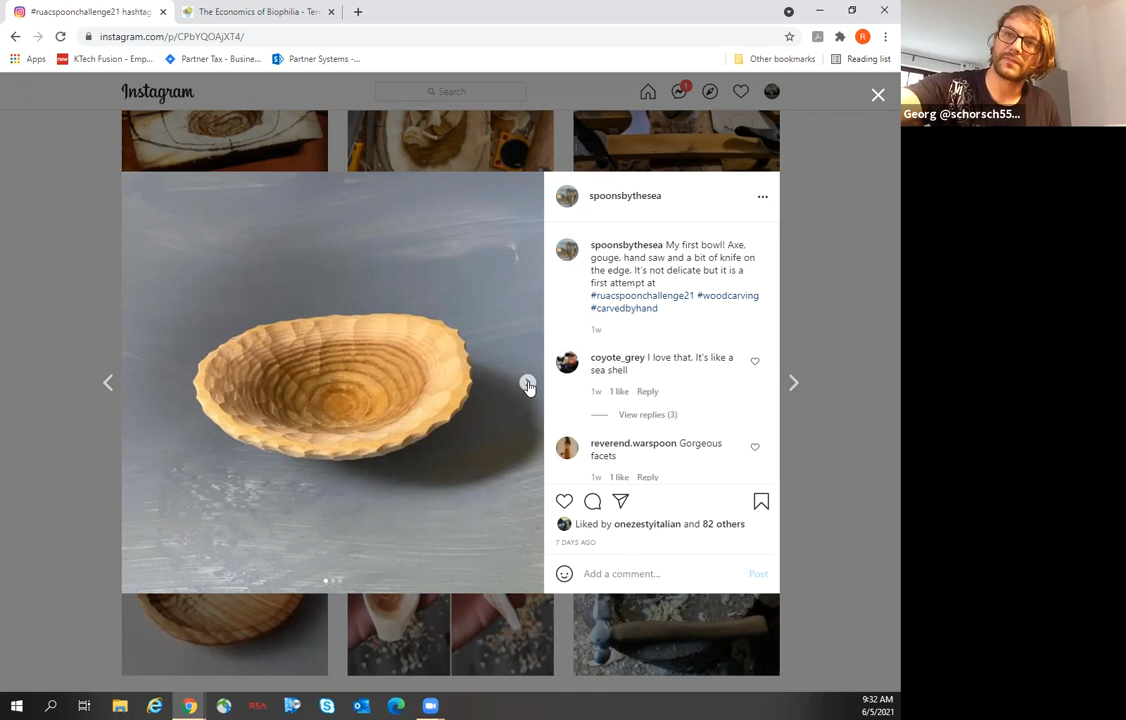 #ruacspoonchallenge21 hashtag
The Economics of Biophilia - Terr
instagram.com/p/CPbYQOAjXT4/
R
Apps
KTech Fusion - Emp...
Partner Tax - Busine...
Partner Systems -...
Other bookmarks
Reading list
Georg @schorsch55...
Instagram
Search
1
spoonsbythesea
spoonsbythesea My first bowl! Axe,
gouge, hand saw and a bit of knife on
the edge. It's not delicate but it is a
first attempt at
#ruacspoonchallenge21 #woodcarving
#carvedbyhand
1w
coyote_grey I love that. It's like a
sea shell
1w 1 like Reply
View replies (3)
reverend.warspoon Gorgeous
facets
1w 1 like Reply
Liked by onezestyitalian and 82 others
7 DAYS AGO
Add a comment...
Post
RSA
9:32 AM
6/5/2021